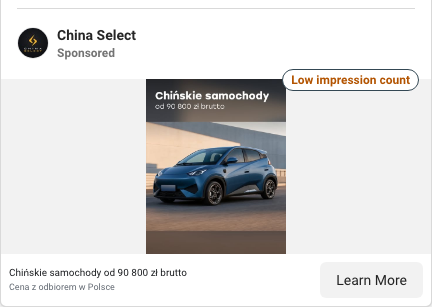 China Select
Sponsored
Low impression count
Chińskie samochody
od 90 800 zł brutto
Chińskie samochody od 90 800 zł brutto
Cena z odbiorem w Polsce
Learn More